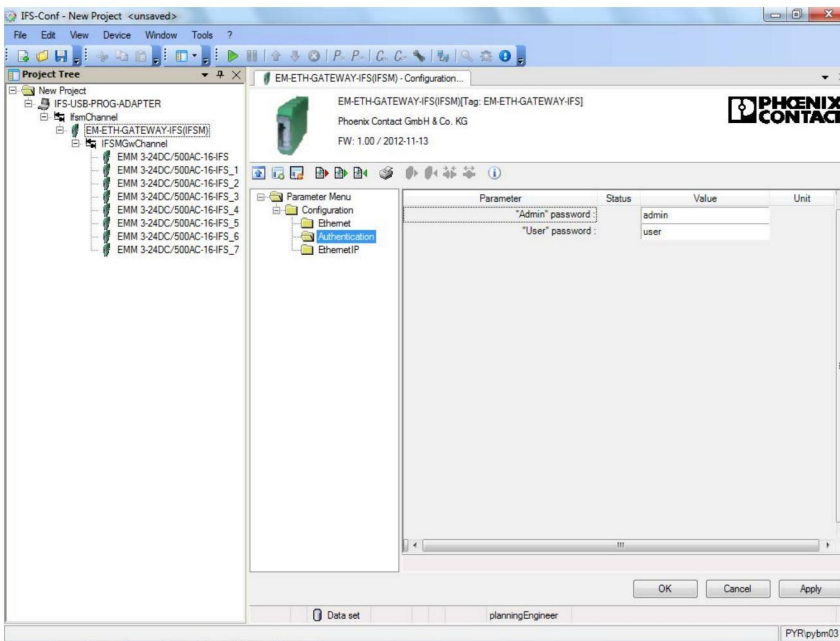 IFS-Conf - New Project <unsaved>
File Edit View Device Window Tools ?
Project Tree
New Project
IFS-USB-PROG-ADAPTER
IfsmChannel
EM-ETH-GATEWAY-IFS(IFSM)
IFSMGwChannel
EMM 3-24DC/500AC-16-IFS
EMM 3-24DC/500AC-16-IFS_1
EMM 3-24DC/500AC-16-IFS_2
EMM 3-24DC/500AC-16-IFS_3
EMM 3-24DC/500AC-16-IFS_4
EMM 3-24DC/500AC-16-IFS_5
EMM 3-24DC/500AC-16-IFS_6
EMM 3-24DC/500AC-16-IFS_7
EM-ETH-GATEWAY-IFS(IFSM) - Configuration...
EM-ETH-GATEWAY-IFS(IFSM)[Tag: EM-ETH-GATEWAY-IFS]
Phoenix Contact GmbH & Co. KG
FW: 1.00 / 2012-11-13
PHŒNIX
CONTACT
Parameter Menu
Configuration
Ethernet
Authentication
EthernetIP
Parameter Status Value Unit
"Admin" password : admin
"User" password : user
OK Cancel Apply
Data set planningEngineer
PYR\pybm03